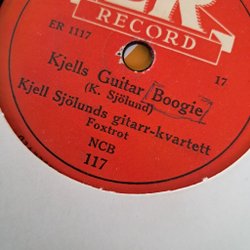 RECORD
ER 1117
17
Kjells Guitar Boogie
(K. Sjölund)
Kjell Sjölunds gitarr-kvartett
Foxtrot
NCB
117